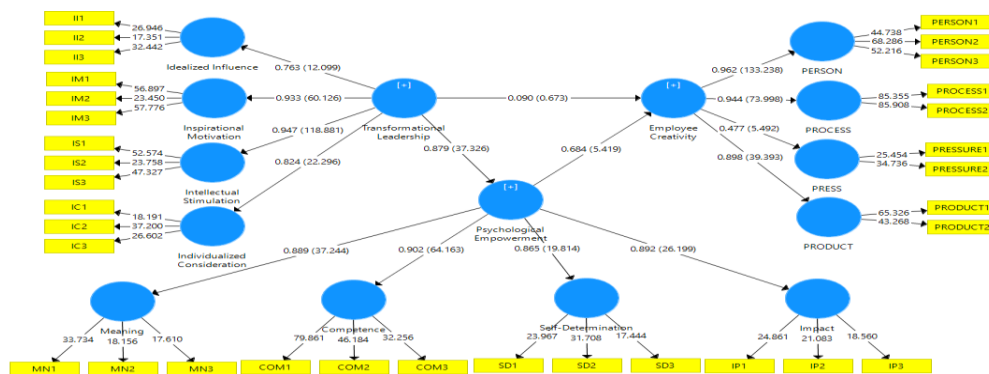 II1
II2
II3
26.946
17.351
32.442
Idealized Influence
IM1
IM2
IM3
56.897
23.450
57.776
Inspirational
Motivation
IS1
IS2
IS3
52.574
23.758
47.327
Intellectual
Stimulation
IC1
IC2
IC3
18.191
37.200
26.602
Individualized
Consideration
0.763 (12.099)
0.933 (60.126)
0.947 (118.881)
0.824 (22.296)
[+]
Transformational
Leadership
0.090 (0.673)
0.879 (37.326)
0.684 (5.419)
[+]
Employee
Creativity
0.962 (133.238)
0.944 (73.998)
0.477 (5.492)
0.898 (39.393)
PERSON
44.738
68.286
52.216
PERSON1
PERSON2
PERSON3
PROCESS
85.355
85.908
PROCESS1
PROCESS2
PRESS
25.454
34.736
PRESSURE1
PRESSURE2
PRODUCT
65.326
43.268
PRODUCT1
PRODUCT2
[+]
Psychological
Empowerment
0.889 (37.244)
0.902 (64.163)
0.865 (19.814)
0.892 (26.199)
Meaning
33.734
18.156
17.610
MN1
MN2
MN3
Competence
79.861
46.184
32.256
COM1
COM2
COM3
Self-Determination
23.967
31.708
17.444
SD1
SD2
SD3
Impact
24.861
21.083
18.560
IP1
IP2
IP3